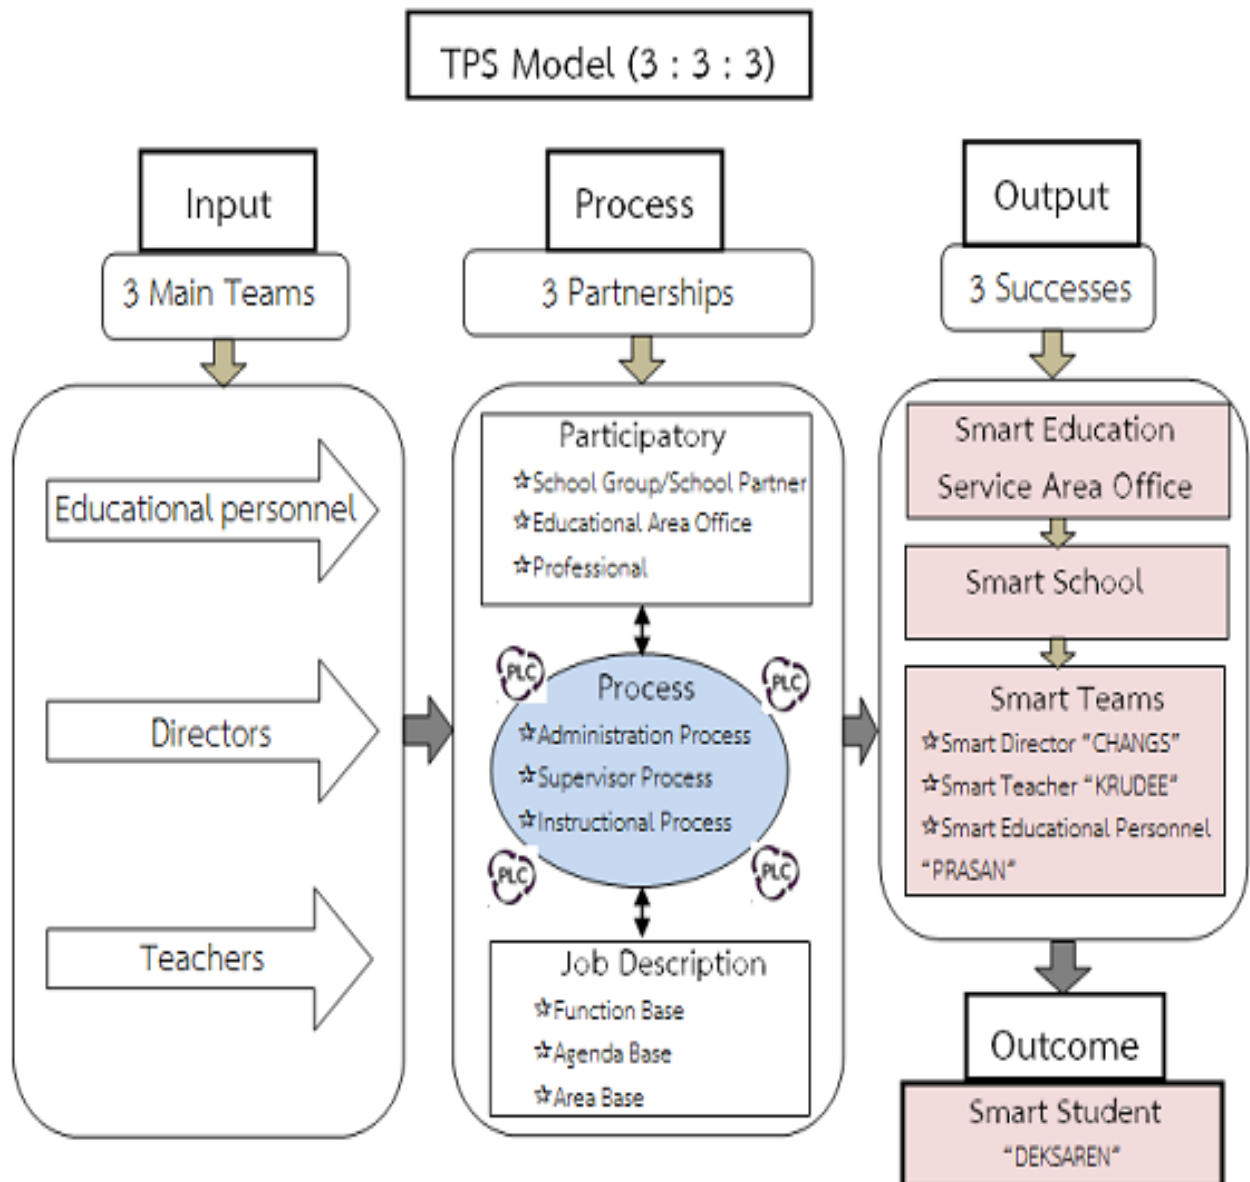 TPS Model (3 : 3 : 3)
Input
3 Main Teams
Educational personnel
Directors
Teachers
Process
3 Partnerships
Participatory
☆School Group/School Partner
☆Educational Area Office
☆Professional
PLC
PLC
Process
☆Administration Process
☆Supervisor Process
☆Instructional Process
PLC
PLC
Job Description
☆Function Base
☆Agenda Base
☆Area Base
Output
3 Successes
Smart Education
Service Area Office
Smart School
Smart Teams
☆Smart Director “CHANGS”
☆Smart Teacher “KRUDEE”
☆Smart Educational Personnel
“PRASAN”
Outcome
Smart Student
“DEKSAREN”